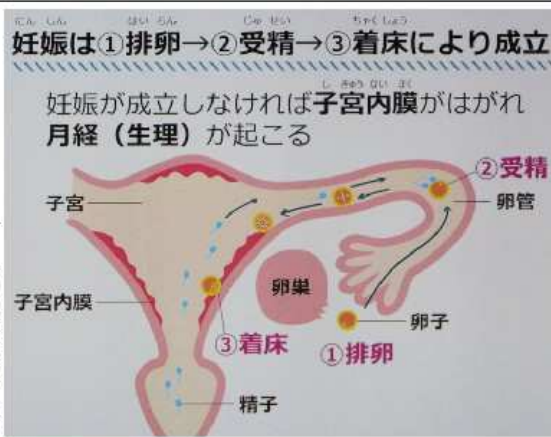 にん しん はい らん じゅ せい ちゃく しょう
妊娠は①排卵→②受精→③着床により成立
し きゅう ない まく
妊娠が成立しなければ子宮内膜がはがれ
月経（生理）が起こる
②受精
子宮
卵管
卵巣
子宮内膜
卵子
③着床
①排卵
精子